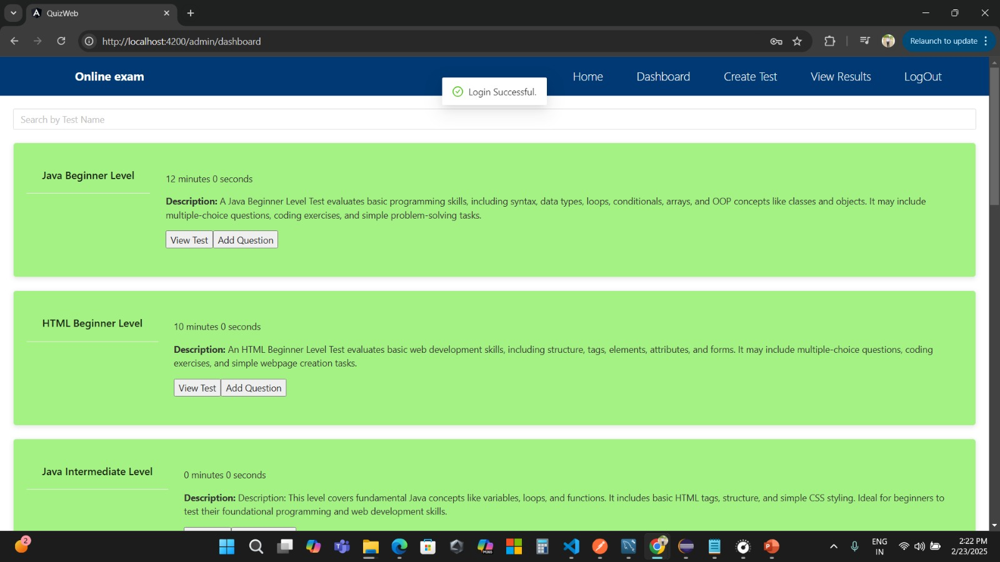 QuizWeb
http://localhost:4200/admin/dashboard
Relaunch to update
Online exam
Home
Dashboard
Create Test
View Results
LogOut
Login Successful.
Search by Test Name
Java Beginner Level
12 minutes 0 seconds
Description: A Java Beginner Level Test evaluates basic programming skills, including syntax, data types, loops, conditionals, arrays, and OOP concepts like classes and objects. It may include
multiple-choice questions, coding exercises, and simple problem-solving tasks.
View Test
Add Question
HTML Beginner Level
10 minutes 0 seconds
Description: An HTML Beginner Level Test evaluates basic web development skills, including structure, tags, elements, attributes, and forms. It may include multiple-choice questions, coding
exercises, and simple webpage creation tasks.
View Test
Add Question
Java Intermediate Level
0 minutes 0 seconds
Description: Description: This level covers fundamental Java concepts like variables, loops, and functions. It includes basic HTML tags, structure, and simple CSS styling. Ideal for beginners to
test their foundational programming and web development skills.
2
M365
P
ENG
IN
2:22 PM
2/23/2025